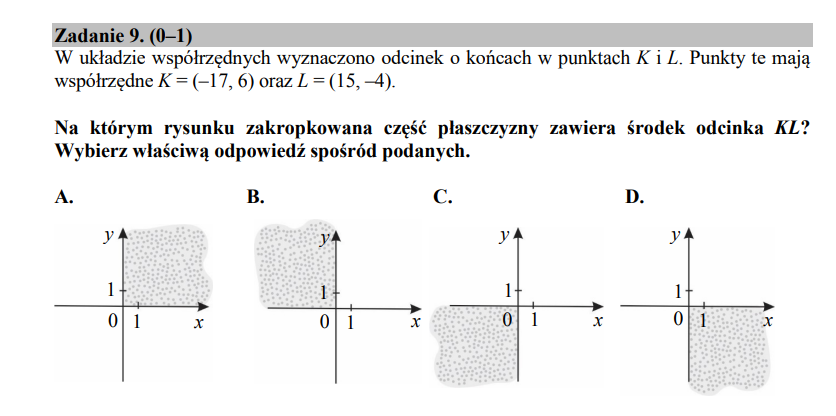 Zadanie 9. (0–1)
W układzie współrzędnych wyznaczono odcinek o końcach w punktach K i L. Punkty te mają
współrzędne K = (–17, 6) oraz L = (15, –4).
Na którym rysunku zakropkowana część płaszczyzny zawiera środek odcinka KL?
Wybierz właściwą odpowiedź spośród podanych.
A. B. C. D.
y y y y
1 1 1 1
0 1 x 0 1 x 0 1 x 0 1 x